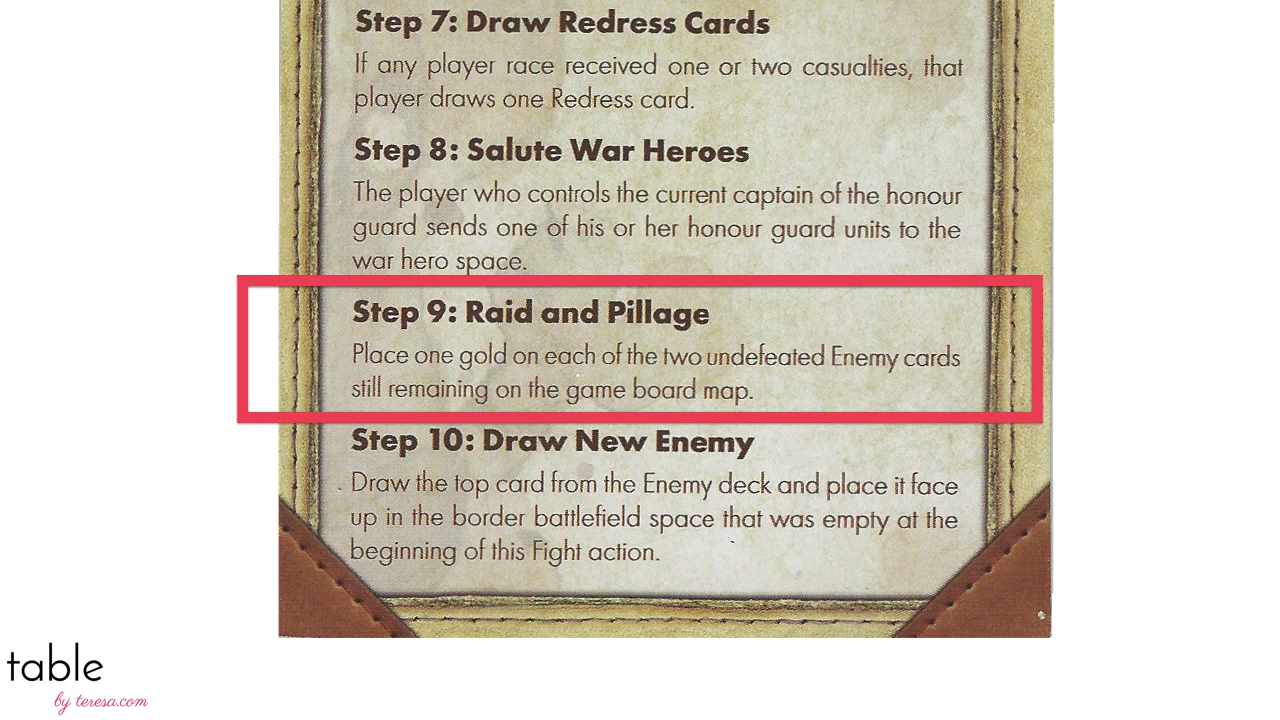 Step 7: Draw Redress Cards
If any player race received one or two casualties, that
player draws one Redress card.
Step 8: Salute War Heroes
The player who controls the current captain of the honour
guard sends one of his or her honour guard units to the
war hero space.
Step 9: Raid and Pillage
Place one gold on each of the two undefeated Enemy cards
still remaining on the game board map.
Step 10: Draw New Enemy
Draw the top card from the Enemy deck and place it face
up in the border battlefield space that was empty at the
beginning of this Fight action.
table
by teresa.com